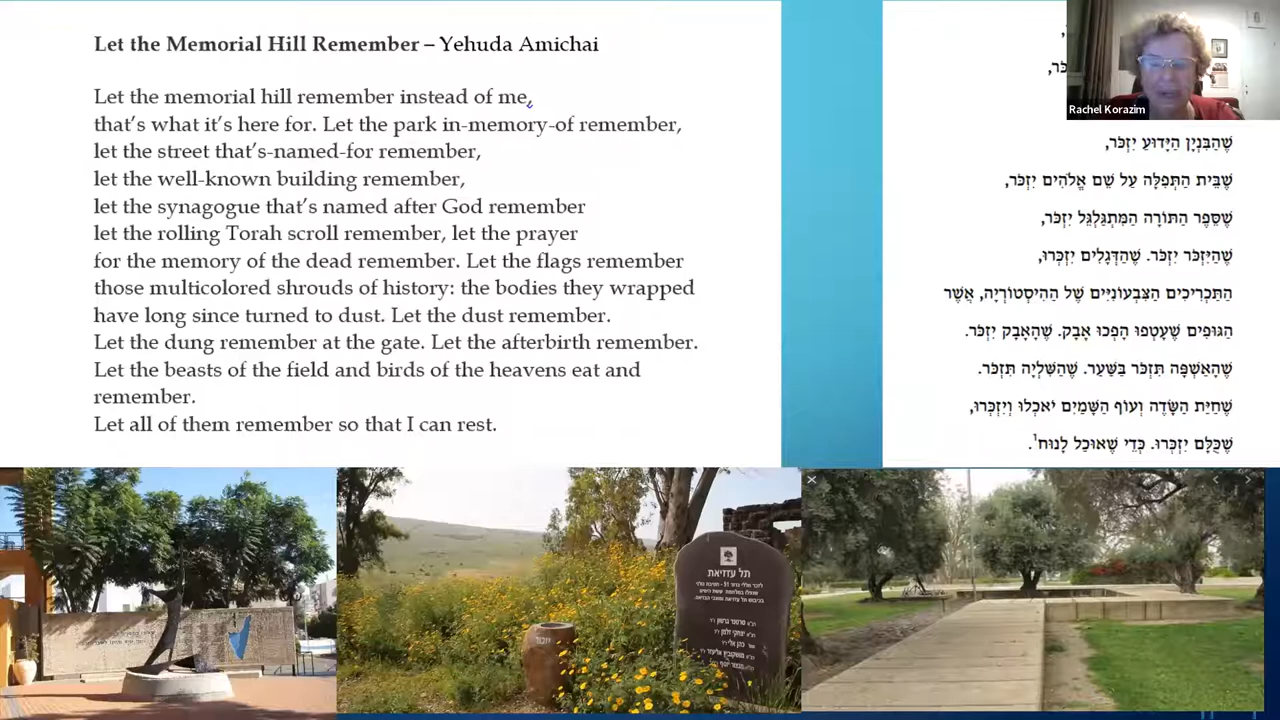 Let the Memorial Hill Remember – Yehuda Amichai
Let the memorial hill remember instead of me,
that’s what it’s here for. Let the park in-memory-of remember,
let the street that’s-named-for remember,
let the well-known building remember,
let the synagogue that’s named after God remember
let the rolling Torah scroll remember, let the prayer
for the memory of the dead remember. Let the flags remember
those multicolored shrouds of history: the bodies they wrapped
have long since turned to dust. Let the dust remember.
Let the dung remember at the gate. Let the afterbirth remember.
Let the beasts of the field and birds of the heavens eat and
remember.
Let all of them remember so that I can rest.
שֶׁהַבִּנְיָן הַיָּדוּעַ יִזְכֹּר,
שֶׁבֵּית הַתְּפִלָּה עַל שֵׁם אֱלֹהִים יִזְכֹּר,
שֶׁסֵּפֶר הַתּוֹרָה הַמִּתְגַּלְגֵּל יִזְכֹּר,
שֶׁהַיִּזְכֹּר יִזְכֹּר. שֶׁהַדְּגָלִים יִזְכְּרוּ,
הַתַּכְרִיכִים הַצִּבְעוֹנִיִּים שֶׁל הַהִיסְטוֹרְיָה, אֲשֶׁר
הַגּוּפִים שֶׁעָטְפוּ הָפְכוּ אָבָק. שֶׁהָאָבָק יִזְכֹּר.
שֶׁהָאַשְׁפָּה תִּזְכֹּר בַּשַּׁעַר. שֶׁהַשִּׁלְיָה תִּזְכֹּר.
שֶׁחַיַּת הַשָּׂדֶה וְעוֹף הַשָּׁמַיִם יֹאכְלוּ וְיִזְכְּרוּ,
שֶׁכֻּלָּם יִזְכְּרוּ. כְּדֵי שֶׁאוּכַל לָנוּחַ¹.
Rachel Korazim
תל עזזיאת
יזכור